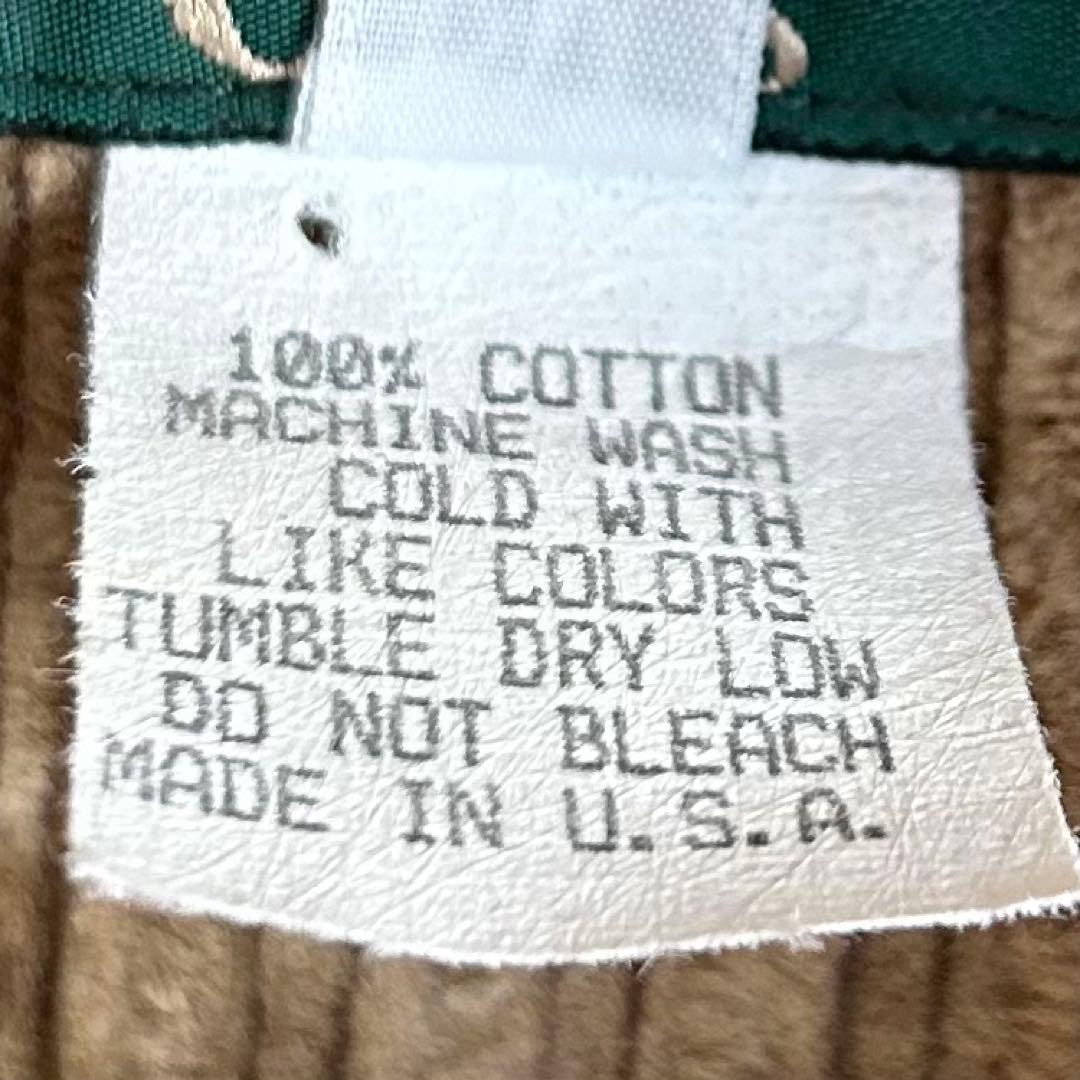 100% COTTON
MACHINE WASH
COLD WITH
LIKE COLORS
TUMBLE DRY LOW
DO NOT BLEACH
MADE IN U.S.A.